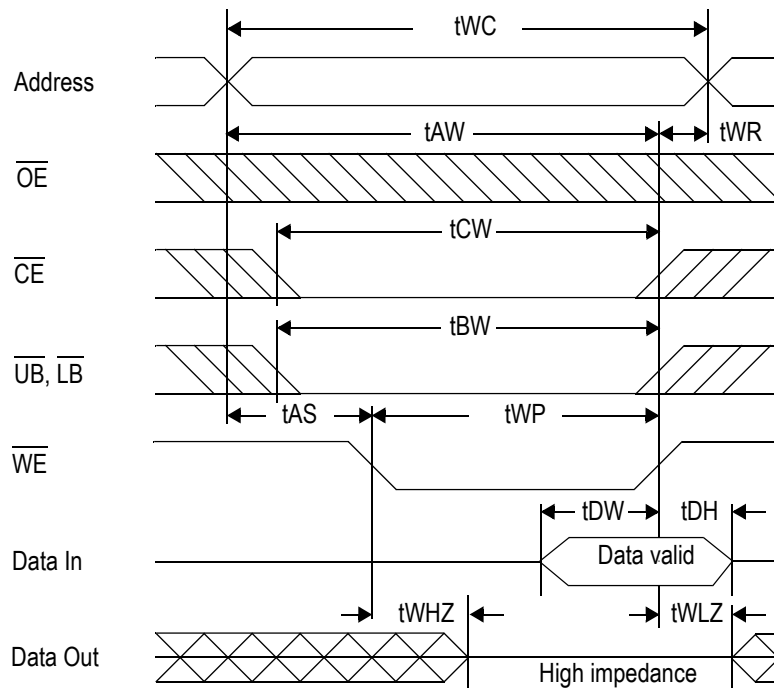 tWC
Address
tAW
tWR
OE
tCW
CE
tBW
UB, LB
tAS
tWP
WE
tDW
tDH
Data In
Data valid
tWHZ
tWLZ
Data Out
High impedance